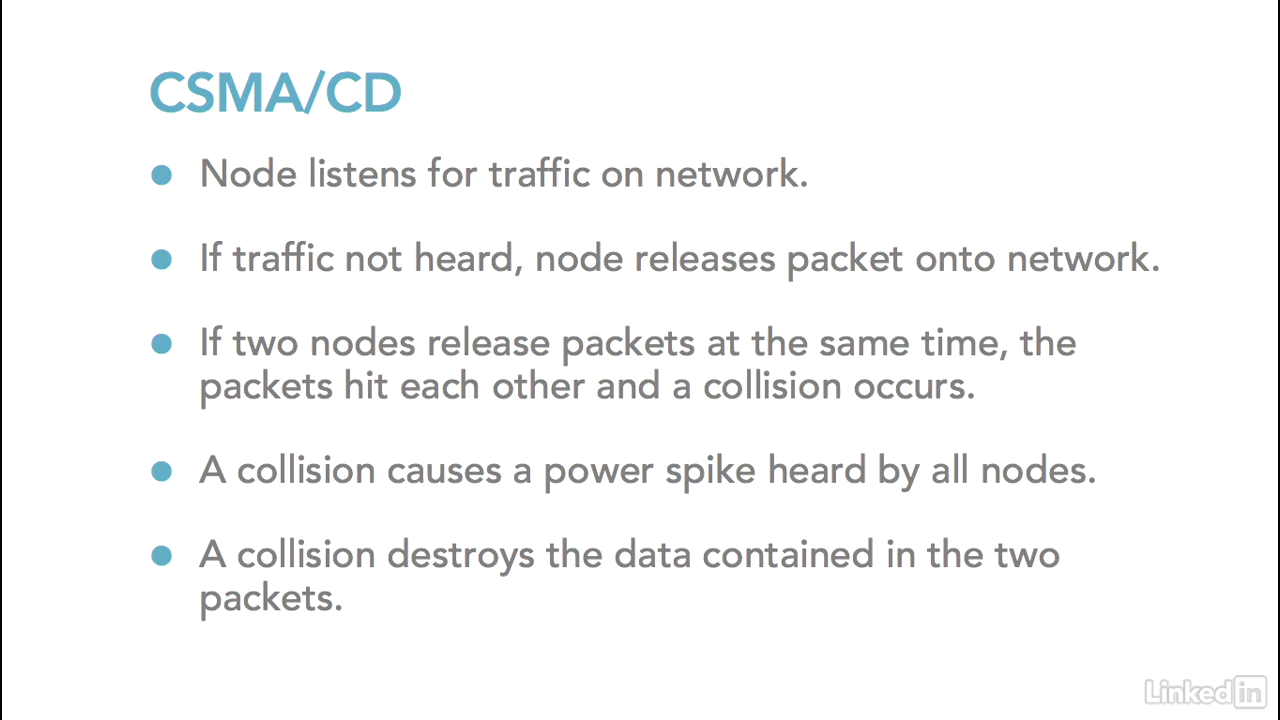 CSMA/CD
Node listens for traffic on network.
If traffic not heard, node releases packet onto network.
If two nodes release packets at the same time, the
packets hit each other and a collision occurs.
A collision causes a power spike heard by all nodes.
A collision destroys the data contained in the two
packets.
Linked in